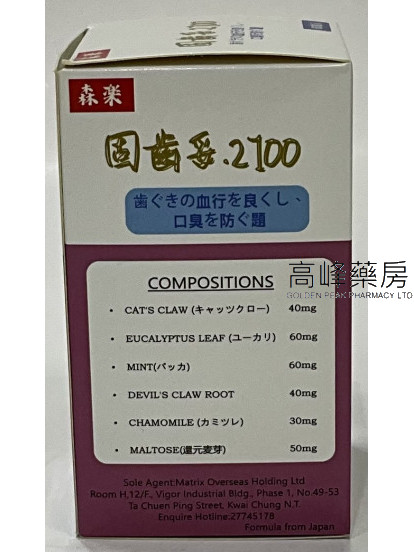 森楽
固歯妥.2100
歯ぐきの血行を良くし、
口臭を防ぐ題
高峰藥房
GOLDEN PEAK PHARMACY LTD
COMPOSITIONS
• CAT'S CLAW (キャッツクロー) 40mg
• EUCALYPTUS LEAF (ユーカリ) 60mg
• MINT(パッカ) 60mg
• DEVIL'S CLAW ROOT 40mg
• CHAMOMILE (カミツレ) 30mg
• MALTOSE(還元麦芽) 50mg
Sole Agent:Matrix Overseas Holding Ltd
Room H,12/F., Vigor Industrial Bldg., Phase 1, No.49-53
Ta Chuen Ping Street, Kwai Chung N.T.
Enquire Hotline:27745178
Formula from Japan